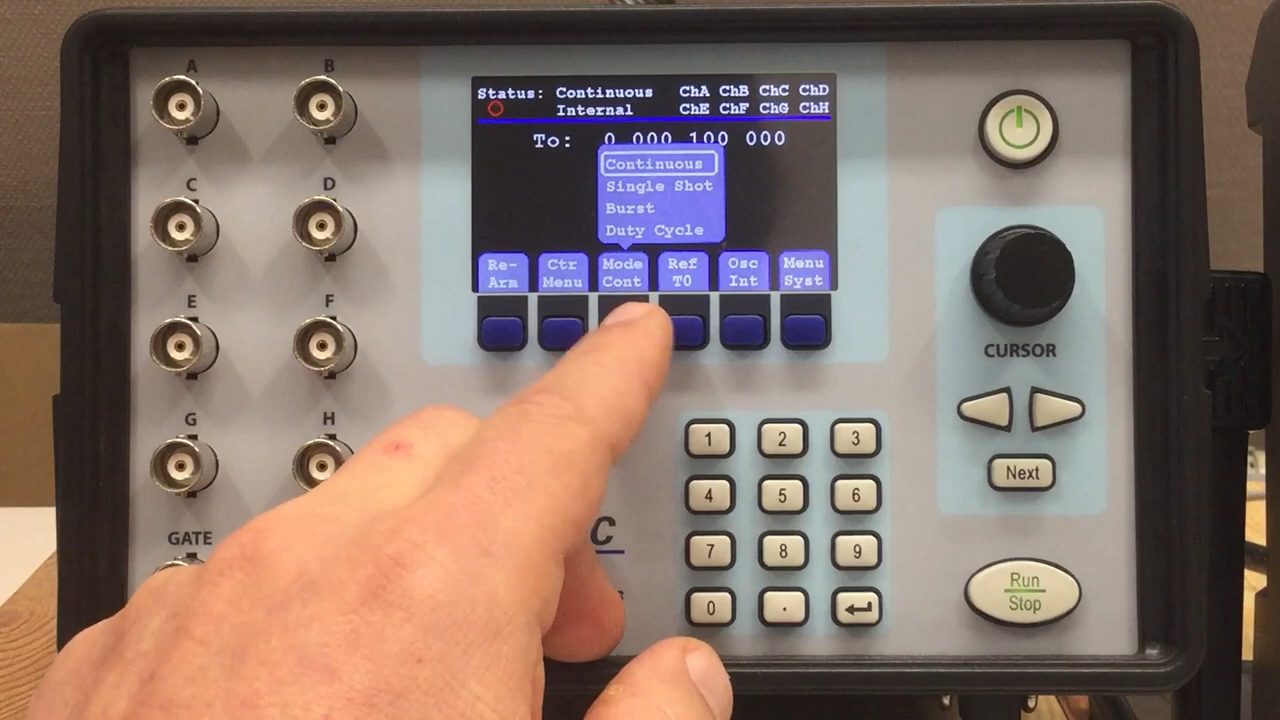 A B
C D
E F
G H
GATE
Status: Continuous ChA ChB ChC ChD
Internal ChE ChF ChG ChH
To: 0 000 100 000
Continuous
Single Shot
Burst
Duty Cycle
Re- Ctr Mode Ref Osc Menu
Arm Menu Cont T0 Int Syst
CURSOR
Next
1 2 3
4 5 6
7 8 9
0 .
Run
Stop
C